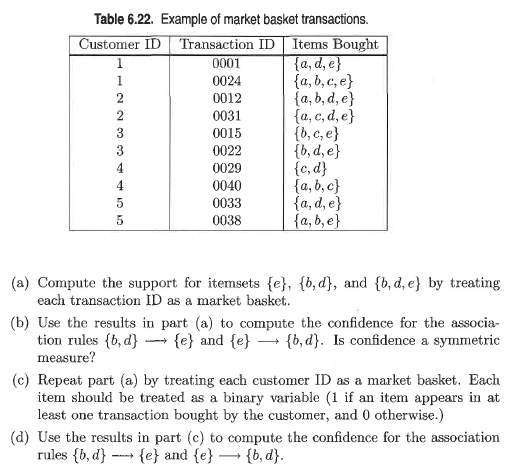 Table 6.22. Example of market basket transactions.
Customer ID Transaction ID Items Bought
1 0001 {a, d, e}
1 0024 {a, b, c, e}
2 0012 {a, b, d, e}
2 0031 {a, c, d, e}
3 0015 {b, c, e}
3 0022 {b, d, e}
4 0029 {c, d}
4 0040 {a, b, c}
5 0033 {a, d, e}
5 0038 {a, b, e}
(a) Compute the support for itemsets {e}, {b, d}, and {b, d, e} by treating
each transaction ID as a market basket.
(b) Use the results in part (a) to compute the confidence for the associa-
tion rules {b, d} ⟶ {e} and {e} ⟶ {b, d}. Is confidence a symmetric
measure?
(c) Repeat part (a) by treating each customer ID as a market basket. Each
item should be treated as a binary variable (1 if an item appears in at
least one transaction bought by the customer, and 0 otherwise.)
(d) Use the results in part (c) to compute the confidence for the association
rules {b, d} ⟶ {e} and {e} ⟶ {b, d}.